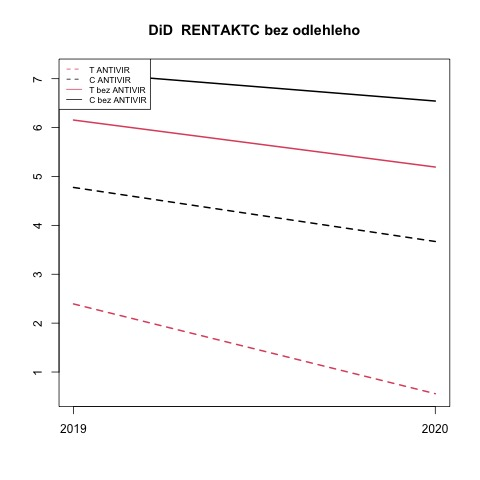 DiD  RENTAKTC bez odlehleho
T ANTIVIR
C ANTIVIR
T bez ANTIVIR
C bez ANTIVIR
7
6
5
4
3
2
1
2019 2020